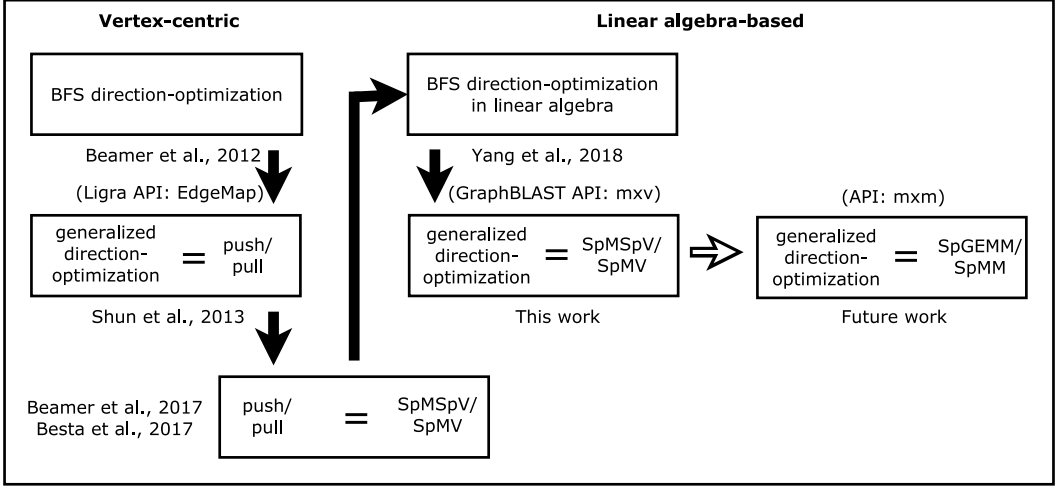 Vertex-centric
Linear algebra-based
BFS direction-optimization
Beamer et al., 2012
(Ligra API: EdgeMap)
generalized
direction-
optimization
=
push/
pull
Shun et al., 2013
Beamer et al., 2017
Besta et al., 2017
push/
pull
=
SpMSpV/
SpMV
BFS direction-optimization
in linear algebra
Yang et al., 2018
(GraphBLAST API: mxv)
generalized
direction-
optimization
=
SpMSpV/
SpMV
This work
(API: mxm)
generalized
direction-
optimization
=
SpGEMM/
SpMM
Future work